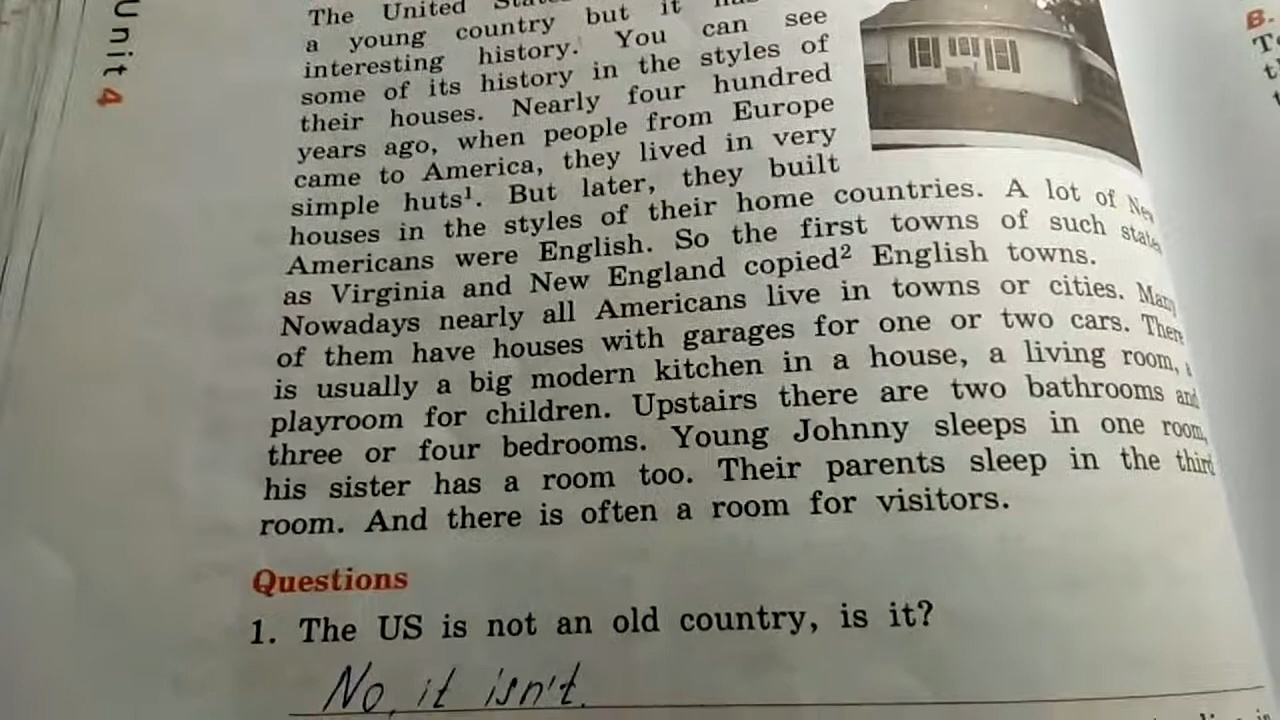 Unit 4
The United
a young country but it
interesting history. You can see
some of its history in the styles of
their houses. Nearly four hundred
years ago, when people from Europe
came to America, they lived in very
simple huts¹. But later, they built
houses in the styles of their home countries. A lot of New
Americans were English. So the first towns of such states
as Virginia and New England copied² English towns.
Nowadays nearly all Americans live in towns or cities. Many
of them have houses with garages for one or two cars. There
is usually a big modern kitchen in a house, a living room, a
playroom for children. Upstairs there are two bathrooms and
three or four bedrooms. Young Johnny sleeps in one room,
his sister has a room too. Their parents sleep in the third
room. And there is often a room for visitors.
Questions
1. The US is not an old country, is it?
No, it isn't.
B.